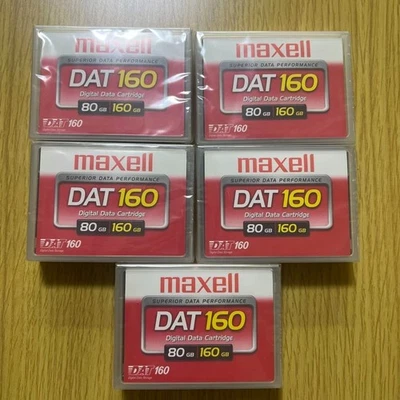 maxell
SUPERIOR DATA PERFORMANCE
DAT 160
Digital Data Cartridge
80 GB 160 GB
DAT 160
maxell
SUPERIOR DATA PERFORMANCE
DAT 160
Digital Data Cartridge
80 GB 160 GB
DAT 160
maxell
SUPERIOR DATA PERFORMANCE
DAT 160
Digital Data Cartridge
80 GB 160 GB
DAT 160
maxell
SUPERIOR DATA PERFORMANCE
DAT 160
Digital Data Cartridge
80 GB 160 GB
DAT 160
maxell
SUPERIOR DATA PERFORMANCE
DAT 160
Digital Data Cartridge
80 GB 160 GB
DAT 160